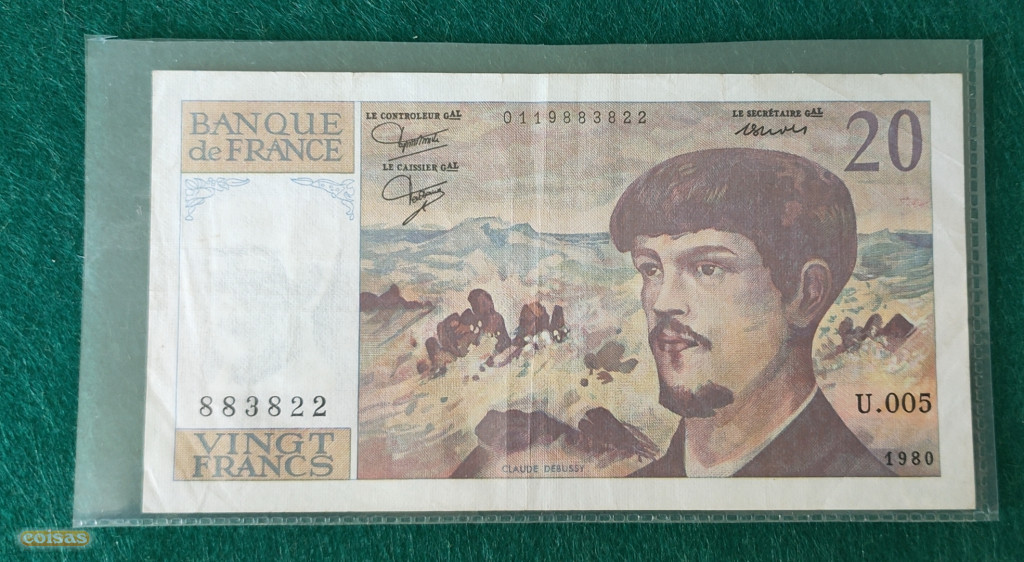 BANQUE
de FRANCE
LE CONTROLEUR GAL
0119883822
LE SECRÉTAIRE GAL
20
LE CAISSIER GAL
883822
U.005
VINGT
FRANCS
1980
CLAUDE DEBUSSY
coisas